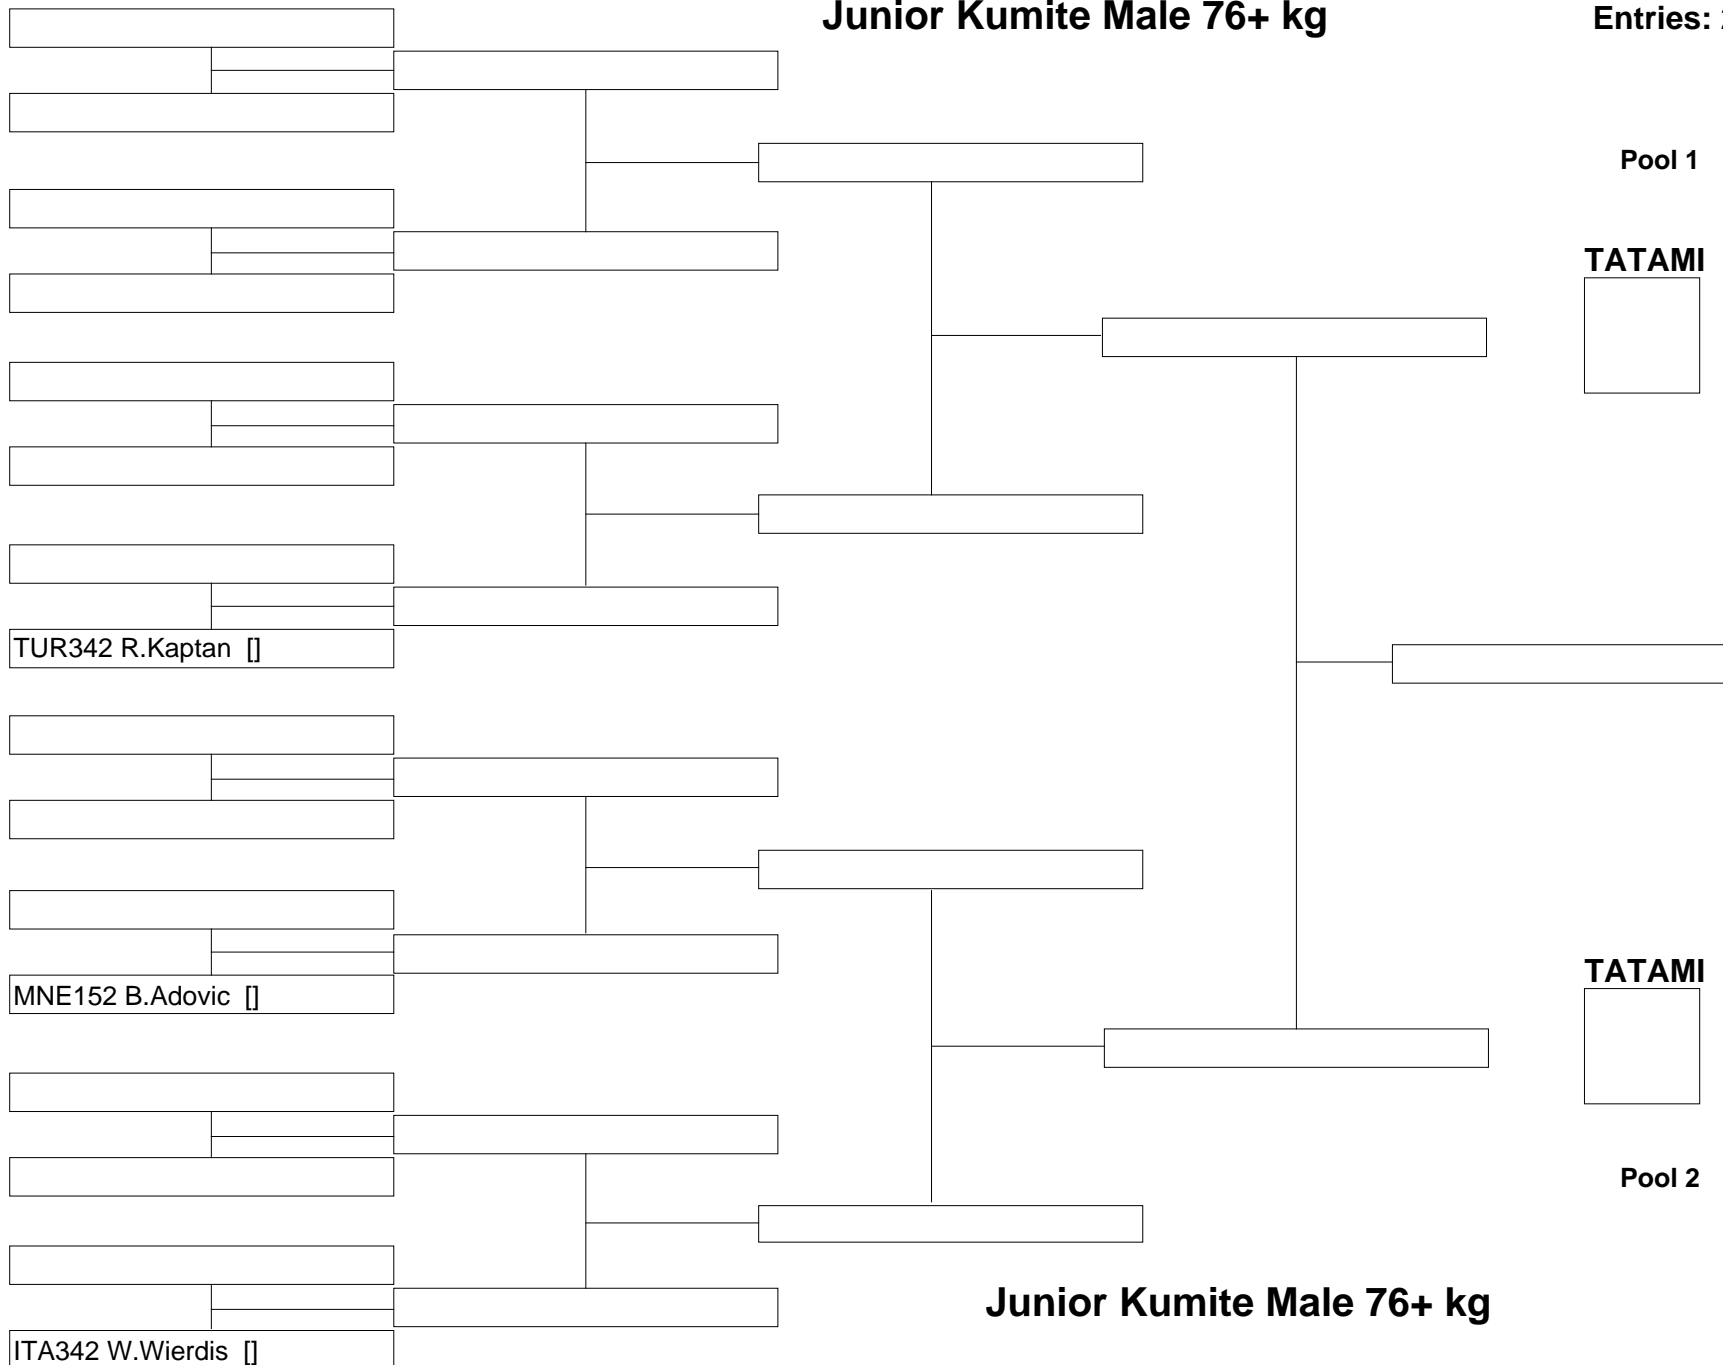 Junior Kumite Male 76+ kg
Entries:
Pool 1
TATAMI
TUR342 R.Kaptan []
MNE152 B.Adovic []
TATAMI
Pool 2
Junior Kumite Male 76+ kg
ITA342 W.Wierdis []